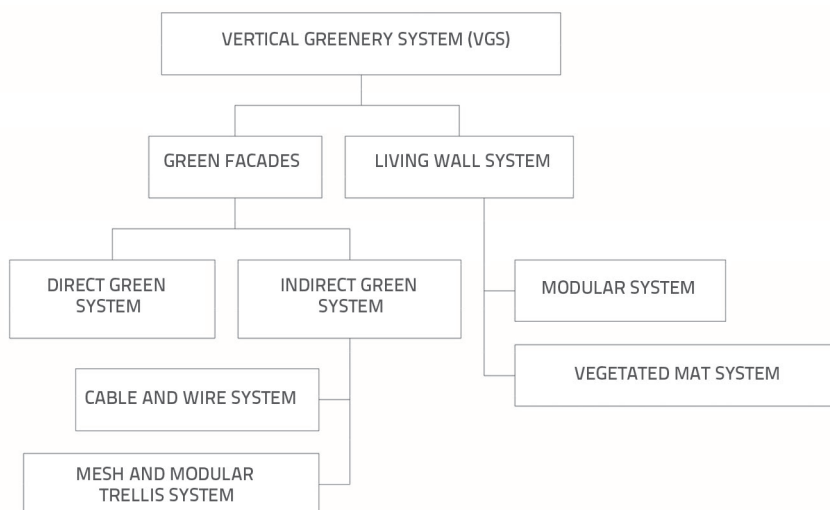 VERTICAL GREENERY SYSTEM (VGS)
GREEN FACADES
LIVING WALL SYSTEM
DIRECT GREEN
SYSTEM
INDIRECT GREEN
SYSTEM
MODULAR SYSTEM
VEGETATED MAT SYSTEM
CABLE AND WIRE SYSTEM
MESH AND MODULAR
TRELLIS SYSTEM